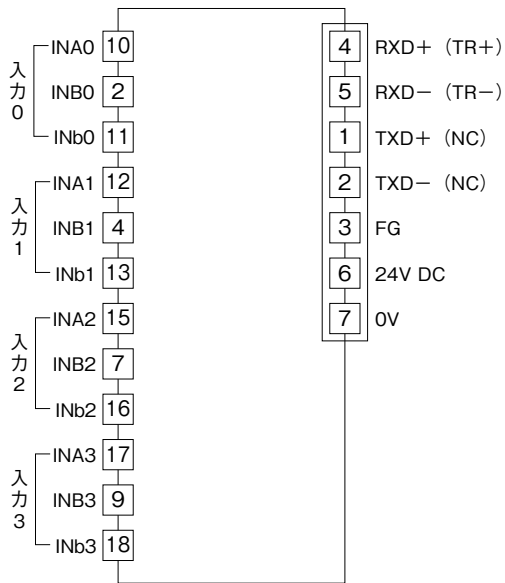 入力0
INA0 10
INB0 2
INb0 11
入力1
INA1 12
INB1 4
INb1 13
入力2
INA2 15
INB2 7
INb2 16
入力3
INA3 17
INB3 9
INb3 18
4 RXD+ (TR+)
5 RXD− (TR−)
1 TXD+ (NC)
2 TXD− (NC)
3 FG
6 24V DC
7 0V